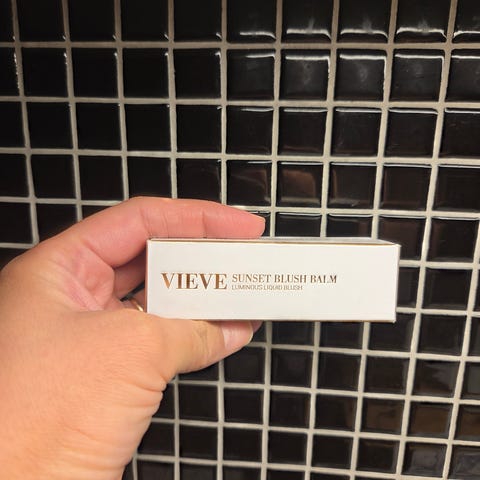 VIEVE SUNSET BLUSH BALM
LUMINOUS LIQUID BLUSH